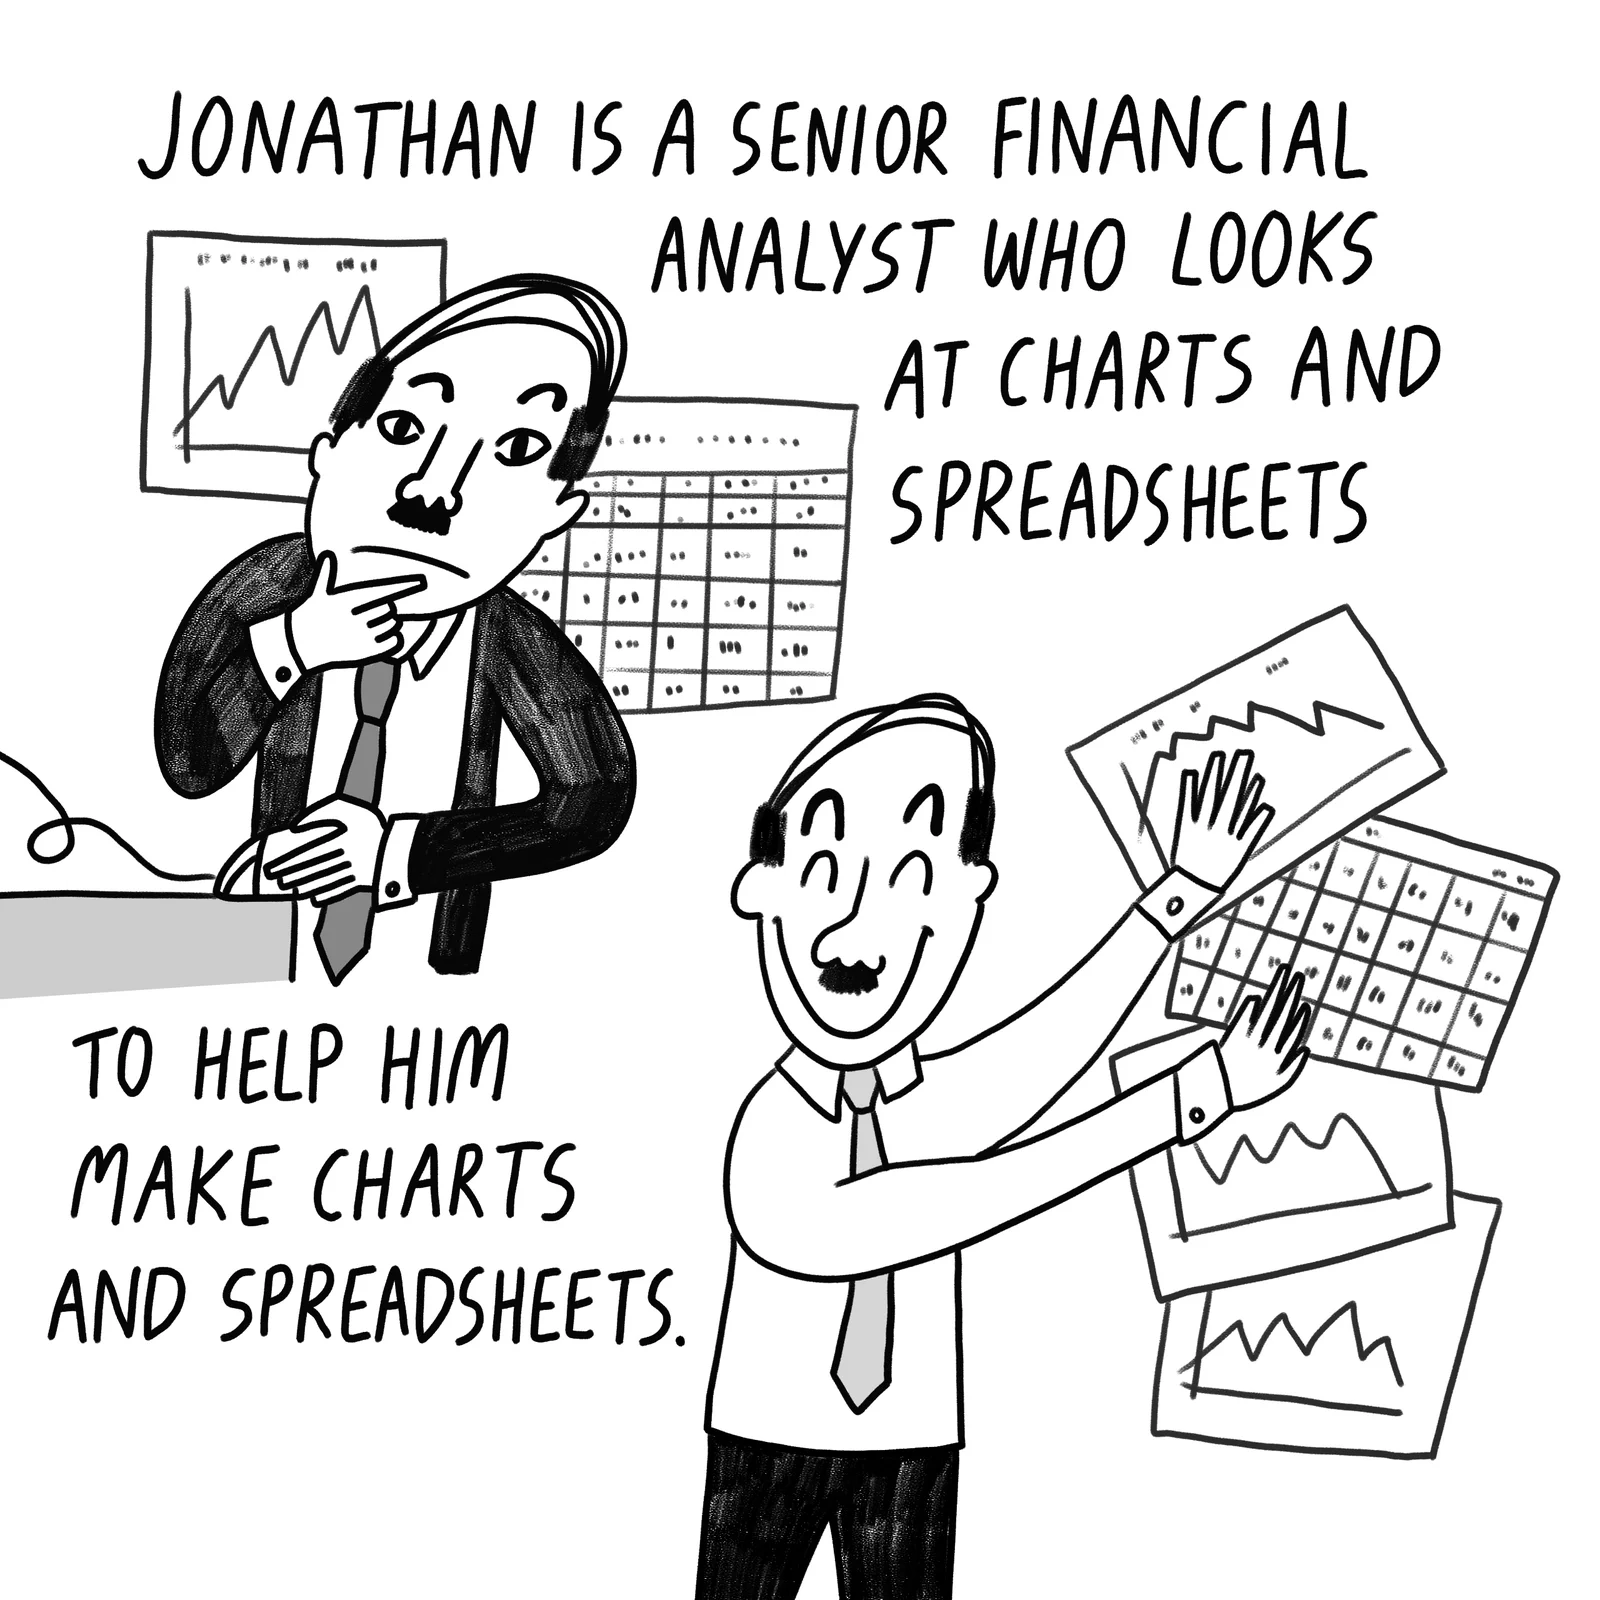 JONATHAN IS A SENIOR FINANCIAL
ANALYST WHO LOOKS
AT CHARTS AND
SPREADSHEETS
TO HELP HIM
MAKE CHARTS
AND SPREADSHEETS.